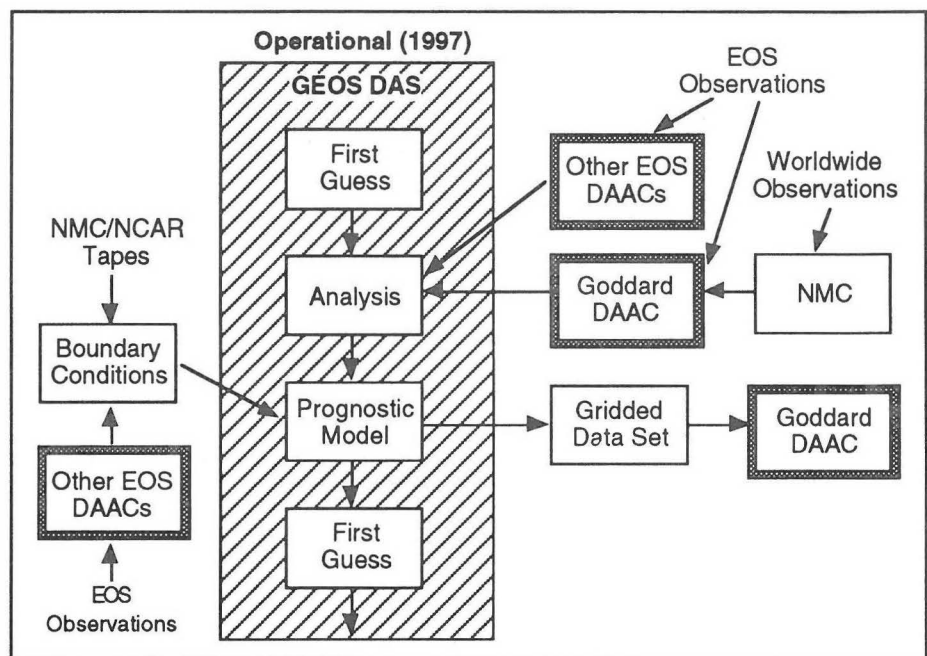 Operational (1997)
GEOS DAS
First
Guess
Analysis
Prognostic
Model
First
Guess
NMC/NCAR
Tapes
Boundary
Conditions
Other EOS
DAACs
EOS
Observations
EOS
Observations
Other EOS
DAACs
Worldwide
Observations
Goddard
DAAC
NMC
Gridded
Data Set
Goddard
DAAC